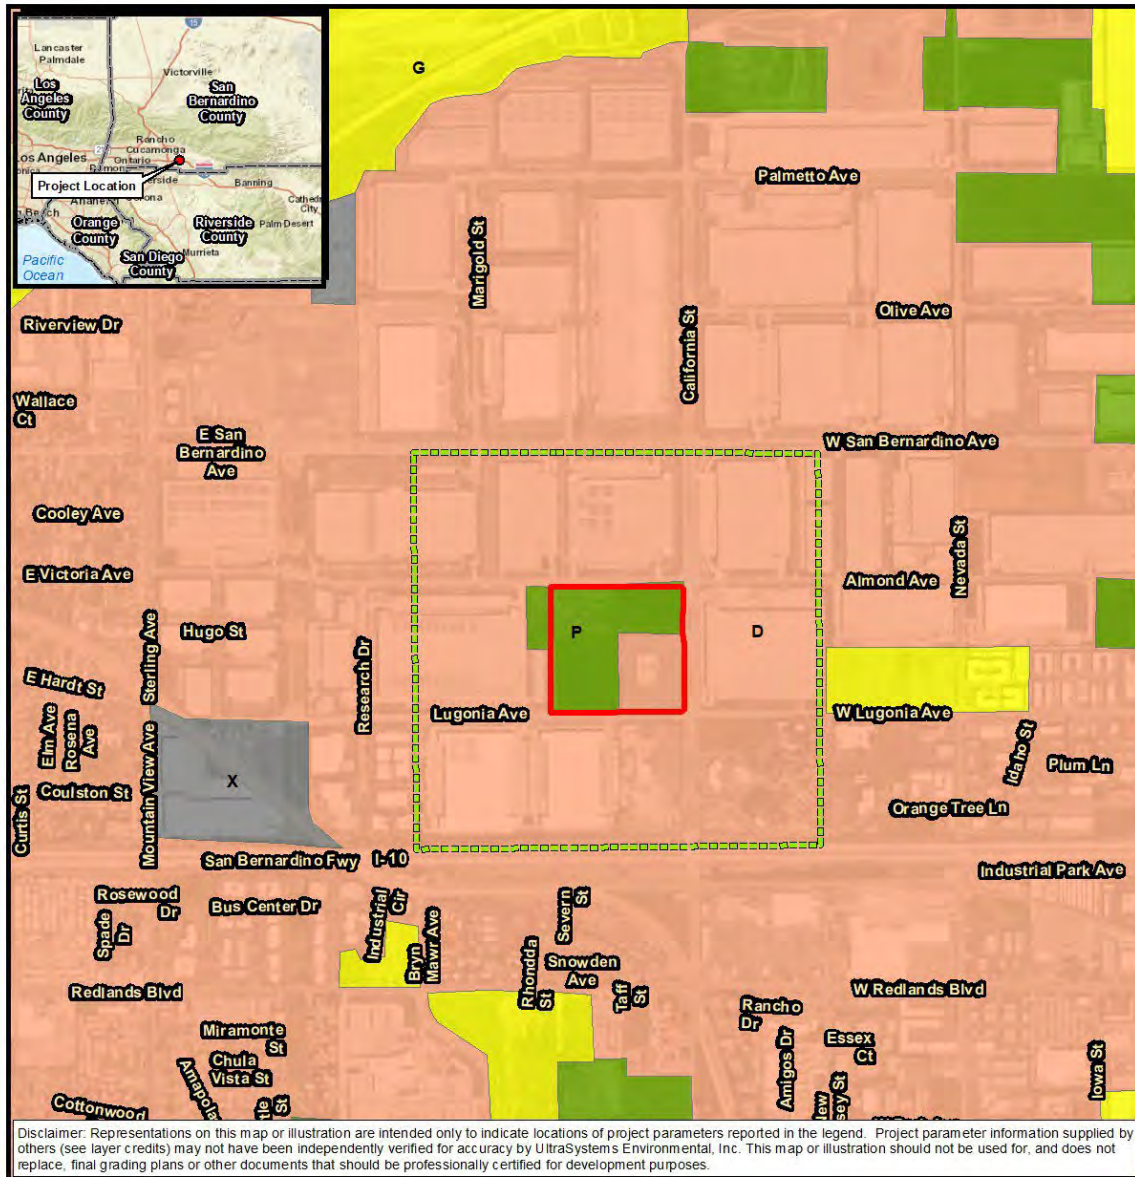 Lancaster
Palmdale
15
Victorville
Los
Angeles
County
San
Bernardino
County
Rancho
Cucamonga
Los Angeles
Ontario
Project Location
Banning
Orange
County
Riverside
County
Palm Desert
Cathed
City
San Diego
County
Murrieta
Pacific
Ocean
G
Palmetto Ave
Marigold St
California St
Olive Ave
Riverview Dr
Wallace
Ct
E San
Bernardino
Ave
W San Bernardino Ave
Cooley Ave
E Victoria Ave
Nevada St
Almond Ave
Sterling Ave
Hugo St
P
D
E Hardt St
Research Dr
Lugonia Ave
W Lugonia Ave
Elm Ave
Rosena
Ave
Mountain View Ave
X
Idaho St
Plum Ln
Coulston St
Curtis St
Orange Tree Ln
San Bernardino Fwy
I-10
Industrial Park Ave
Rosewood
Dr
Spade
Dr
Bus Center Dr
Industrial
Cir
Bryn
Mawr Ave
Severn
St
Rhondda
St
Snowden
Ave
Taff
St
Redlands Blvd
W Redlands Blvd
Rancho
Dr
Amigos Dr
Essex
Ct
Iowa St
Miramonte
St
Chula
Vista St
Amapola
New
sey St
tle
St
Cottonwood
Disclaimer: Representations on this map or illustration are intended only to indicate locations of project parameters reported in the legend. Project parameter information supplied by
others (see layer credits) may not have been independently verified for accuracy by UltraSystems Environmental, Inc. This map or illustration should not be used for, and does not
replace, final grading plans or other documents that should be professionally certified for development purposes.